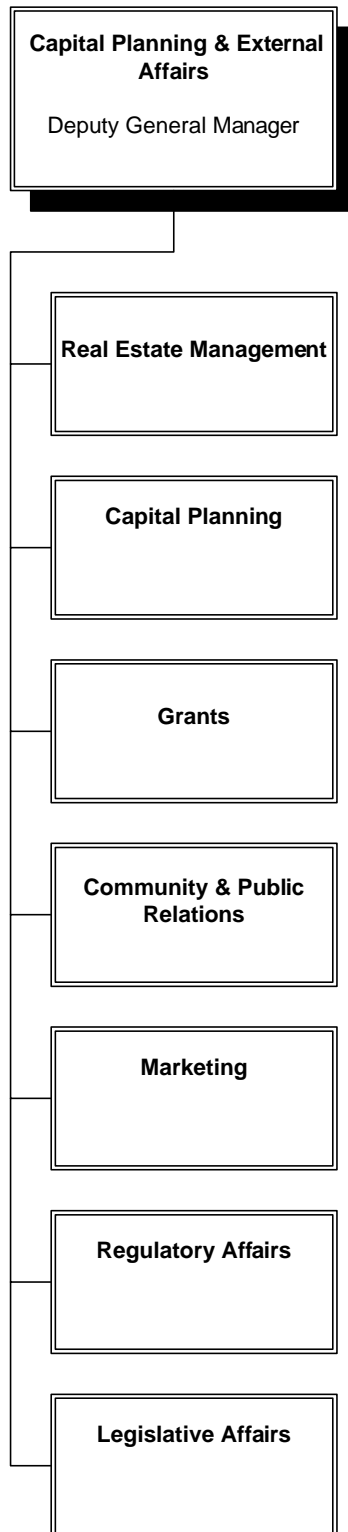 Capital Planning & External
Affairs
Deputy General Manager
Real Estate Management
Capital Planning
Grants
Community & Public
Relations
Marketing
Regulatory Affairs
Legislative Affairs